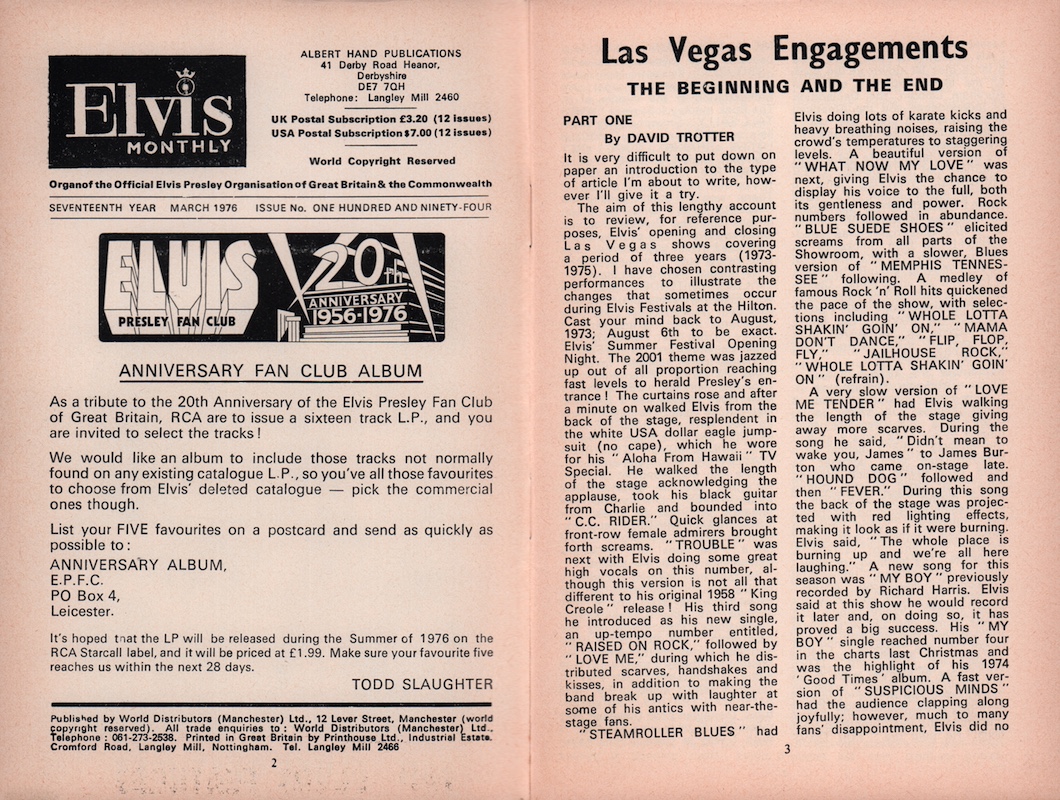 Elvis
MONTHLY
ALBERT HAND PUBLICATIONS
41 Derby Road Heanor,
Derbyshire
DE7 7QH
Telephone: Langley Mill 2460
UK Postal Subscription £3.20 (12 issues)
USA Postal Subscription $7.00 (12 issues)
World Copyright Reserved
Organ of the Official Elvis Presley Organisation of Great Britain & the Commonwealth
SEVENTEENTH YEAR MARCH 1976 ISSUE No. ONE HUNDRED AND NINETY-FOUR
ELVIS
PRESLEY FAN CLUB
20th
ANNIVERSARY
1956-1976
ANNIVERSARY FAN CLUB ALBUM
As a tribute to the 20th Anniversary of the Elvis Presley Fan Club
of Great Britain, RCA are to issue a sixteen track L.P., and you
are invited to select the tracks !
We would like an album to include those tracks not normally
found on any existing catalogue L.P., so you've all those favourites
to choose from Elvis' deleted catalogue — pick the commercial
ones though.
List your FIVE favourites on a postcard and send as quickly as
possible to :
ANNIVERSARY ALBUM,
E.P.F.C.
PO Box 4,
Leicester.
It's hoped that the LP will be released during the Summer of 1976 on the
RCA Starcall label, and it will be priced at £1.99. Make sure your favourite five
reaches us within the next 28 days.
TODD SLAUGHTER
Published by World Distributors (Manchester) Ltd., 12 Lever Street, Manchester (world
copyright reserved). All trade enquiries to : World Distributors (Manchester) Ltd.,
Telephone : 061-273-2538. Printed in Great Britain by Printhouse Ltd., Industrial Estate.
Cromford Road, Langley Mill, Nottingham. Tel. Langley Mill 2466
2
Las Vegas Engagements
THE BEGINNING AND THE END
PART ONE
By DAVID TROTTER
It is very difficult to put down on
paper an introduction to the type
of article I'm about to write, how-
ever I'll give it a try.
The aim of this lengthy account
is to review, for reference pur-
poses, Elvis' opening and closing
Las Vegas shows covering
a period of three years (1973-
1975). I have chosen contrasting
performances to illustrate the
changes that sometimes occur
during Elvis Festivals at the Hilton.
Cast your mind back to August,
1973; August 6th to be exact.
Elvis' Summer Festival Opening
Night. The 2001 theme was jazzed
up out of all proportion reaching
fast levels to herald Presley's en-
trance ! The curtains rose and after
a minute on walked Elvis from the
back of the stage, resplendent in
the white USA dollar eagle jump-
suit (no cape), which he wore
for his " Aloha From Hawaii " TV
Special. He walked the length
of the stage acknowledging the
applause, took his black guitar
from Charlie and bounded into
" C.C. RIDER." Quick glances at
front-row female admirers brought
forth screams. " TROUBLE " was
next with Elvis doing some great
high vocals on this number, al-
though this version is not all that
different to his original 1958 " King
Creole " release ! His third song
he introduced as his new single,
an up-tempo number entitled,
" RAISED ON ROCK," followed by
" LOVE ME," during which he dis-
tributed scarves, handshakes and
kisses, in addition to making the
band break up with laughter at
some of his antics with near-the-
stage fans.
" STEAMROLLER BLUES " had
Elvis doing lots of karate kicks and
heavy breathing noises, raising the
crowd's temperatures to staggering
levels. A beautiful version of
" WHAT NOW MY LOVE " was
next, giving Elvis the chance to
display his voice to the full, both
its gentleness and power. Rock
numbers followed in abundance.
" BLUE SUEDE SHOES " elicited
screams from all parts of the
Showroom, with a slower, Blues
version of " MEMPHIS TENNES-
SEE " following. A medley of
famous Rock 'n' Roll hits quickened
the pace of the show, with selec-
tions including " WHOLE LOTTA
SHAKIN' GOIN' ON," " MAMA
DON'T DANCE," " FLIP, FLOP,
FLY," " JAILHOUSE ROCK,"
" WHOLE LOTTA SHAKIN' GOIN'
ON " (refrain).
A very slow version of " LOVE
ME TENDER " had Elvis walking
the length of the stage giving
away more scarves. During the
song he said, " Didn't mean to
wake you, James " to James Bur-
ton who came on-stage late.
" HOUND DOG " followed and
then " FEVER." During this song
the back of the stage was projec-
ted with red lighting effects,
making it look as if it were burning.
Elvis said, " The whole place is
burning up and we're all here
laughing." A new song for this
season was " MY BOY " previously
recorded by Richard Harris. Elvis
said at this show he would record
it later and, on doing so, it has
proved a big success. His " MY
BOY " single reached number four
in the charts last Christmas and
was the highlight of his 1974
' Good Times ' album. A fast ver-
sion of " SUSPICIOUS MINDS "
had the audience clapping along
joyfully; however, much to many
fans' disappointment, Elvis did no
3